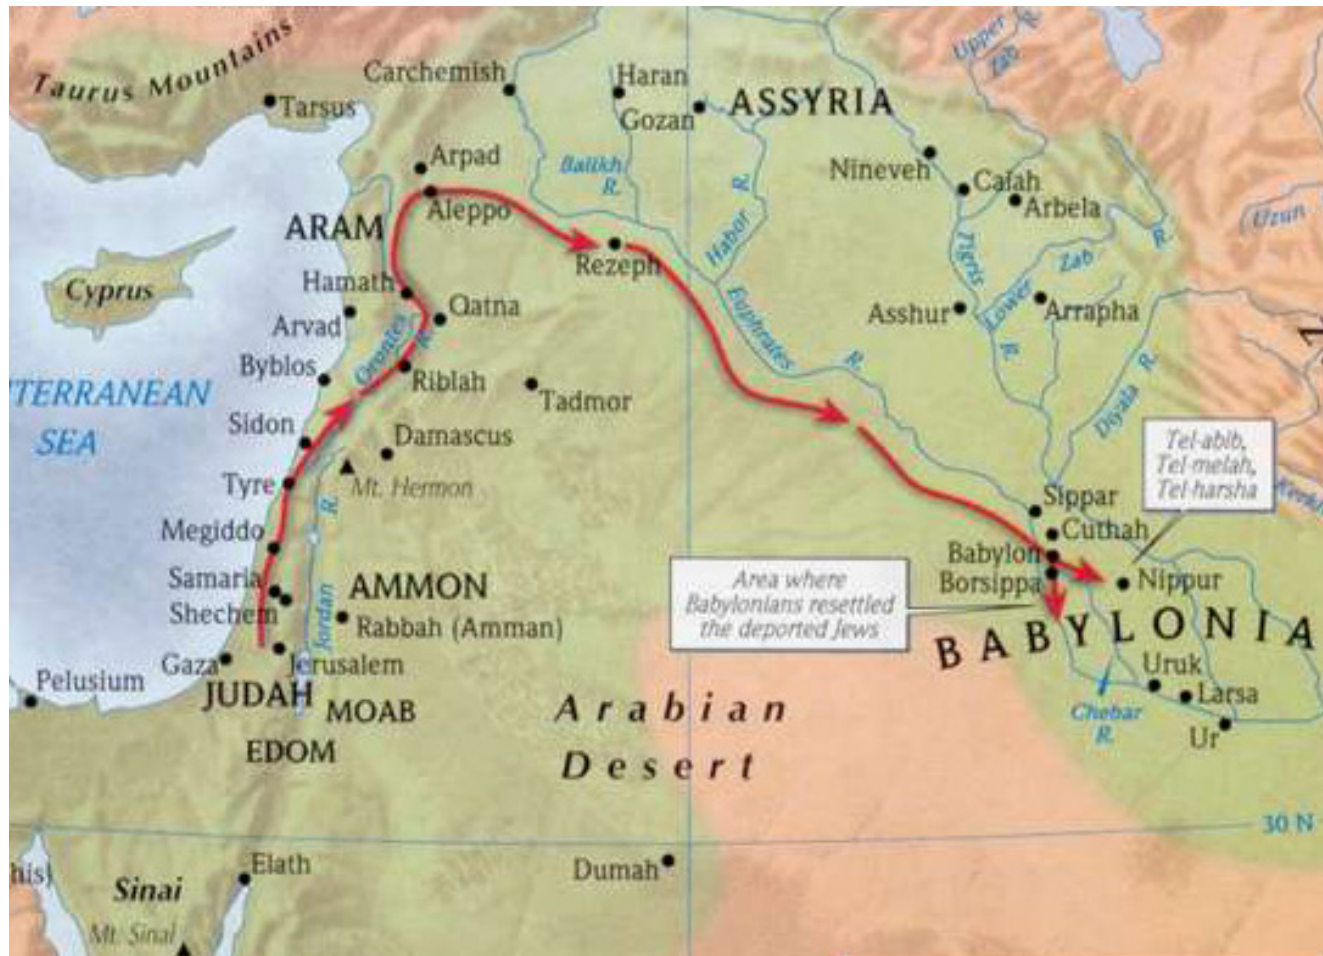 Taurus Mountains
Tarsus
Carchemish
Haran
Gozan
ASSYRIA
Upper
Zab
R.
Arpad
Aleppo
ARAM
Balikh
R.
Habor R.
Nineveh
Calah
Arbela
Tigris
R.
Lower Zab
R.
Uzun
Cyprus
Hamath
Arvad
Qatna
Rezeph
Euphrates
R.
Asshur
Arrapha
Diyala R.
Byblos
Orontes
R.
Riblah
Tadmor
TERRANEAN
SEA
Sidon
Damascus
Tyre
Mt. Hermon
Megiddo
Samaria
Shechem
Jordan R.
AMMON
Rabbah (Amman)
Gaza
Jerusalem
JUDAH
MOAB
EDOM
Pelusium
Tel-abib,
Tel-melah,
Tel-harsha
Sippar
Cuthah
Babylon
Borsippa
Nippur
Area where
Babylonians resettled
the deported Jews
BABYLONIA
Uruk
Larsa
Ur
Chebar
R.
Arabian
Desert
30 N
Dumah
Elath
his)
Sinai
Mt. Sinai